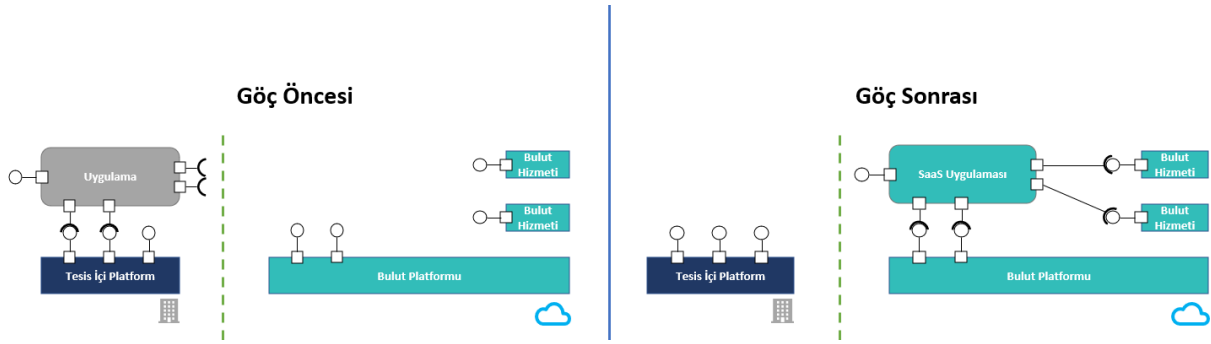 Göç Öncesi
Uygulama
Bulut
Hizmeti
Bulut
Hizmeti
Tesis İçi Platform
Bulut Platformu
Göç Sonrası
SaaS Uygulaması
Bulut
Hizmeti
Bulut
Hizmeti
Tesis İçi Platform
Bulut Platformu